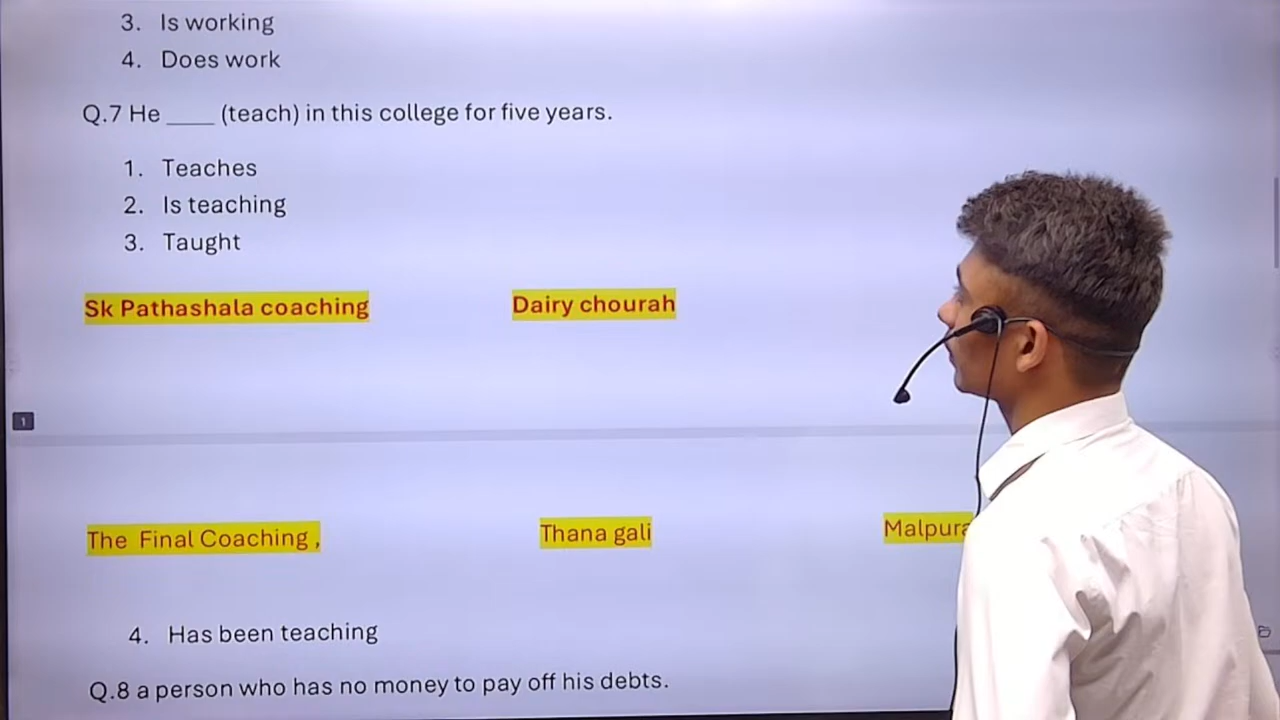 3. Is working
4. Does work
Q.7 He ____ (teach) in this college for five years.
1. Teaches
2. Is teaching
3. Taught
Sk Pathashala coaching Dairy chourah
1
The Final Coaching , Thana gali Malpura
4. Has been teaching
Q.8 a person who has no money to pay off his debts.